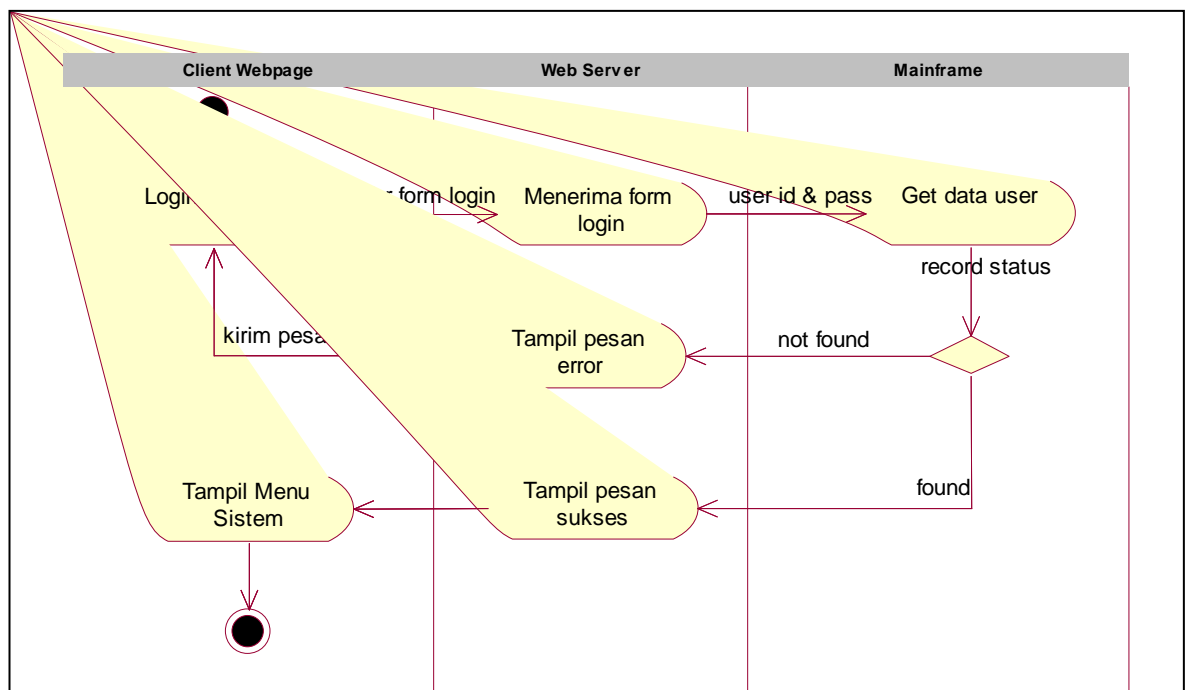 Client Webpage
Web Server
Mainframe
form login
Menerima form
login
user id & pass
Get data user
record status
kirim
Tampil pesan
error
not found
Tampil Menu
Sistem
Tampil pesan
sukses
found